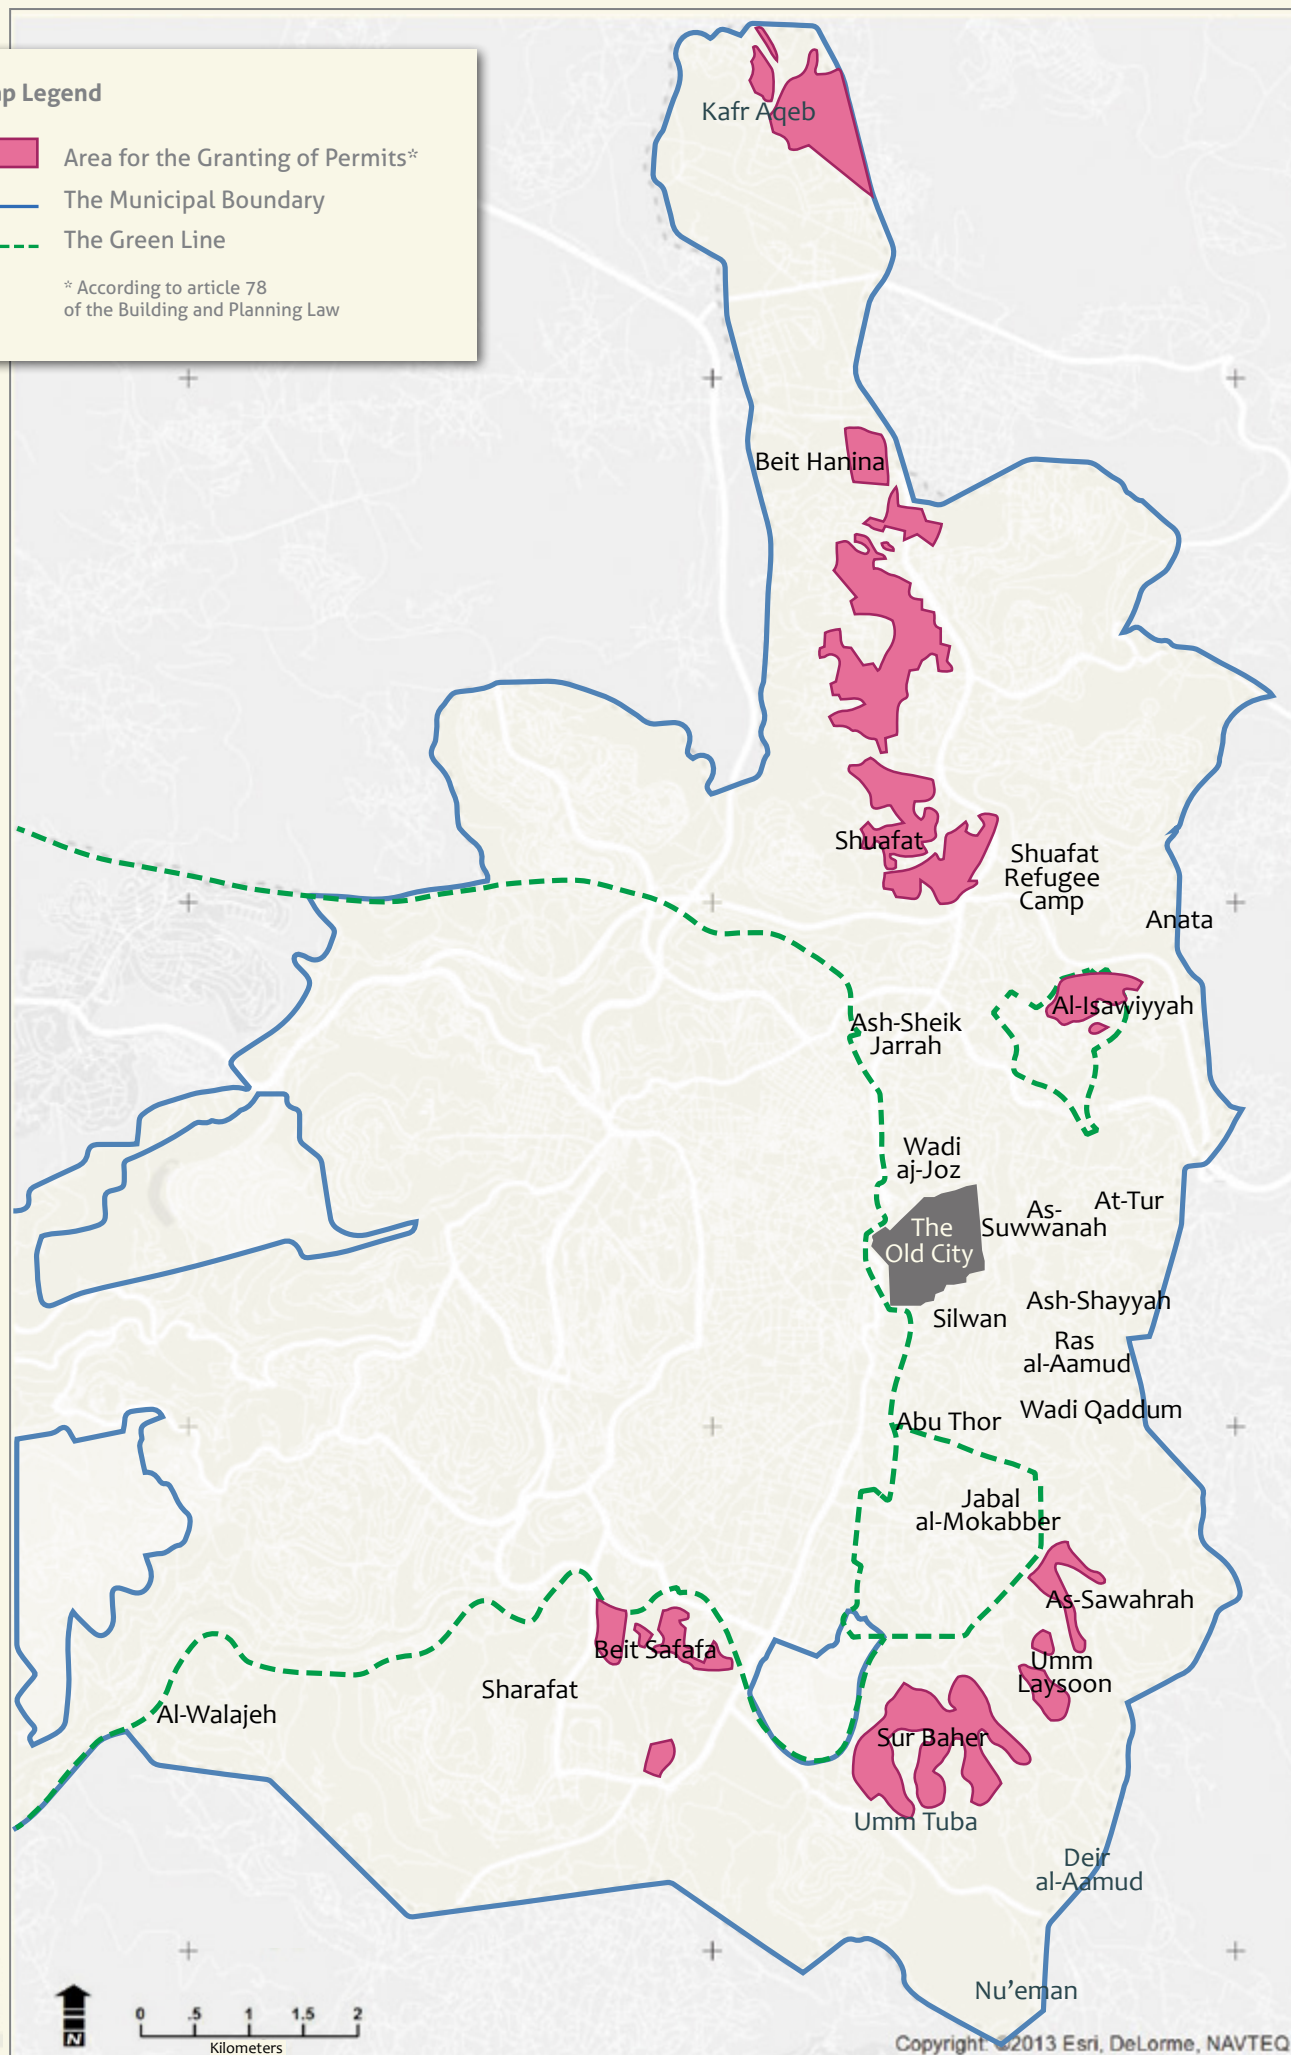 Legend
Area for the Granting of Permits*
The Municipal Boundary
The Green Line
* According to article 78
of the Building and Planning Law
Kafr Aqeb
Beit Hanina
Shuafat
Shuafat
Refugee
Camp
Anata
Al-Isawiyyah
Ash-Sheik
Jarrah
Wadi
aj-Joz
The
Old City
As-
Suwwanah
At-Tur
Ash-Shayyah
Silwan
Ras
al-Aamud
Wadi Qaddum
Abu Thor
Jabal
al-Mokabber
As-Sawahrah
Beit Safafa
Umm
Laysoon
Sharafat
Al-Walajeh
Sur Baher
Umm Tuba
Deir
al-Aamud
Nu'eman
N
0 .5 1 1.5 2
Kilometers
Copyright: ©2013 Esri, DeLorme, NAVTEQ